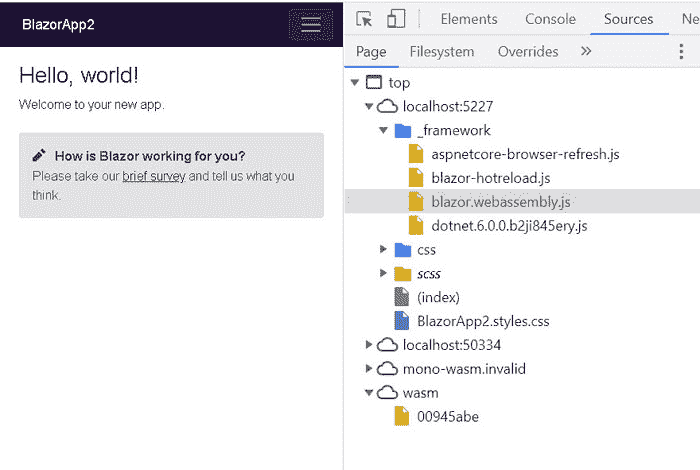 BlazorApp2
Hello, world!
Welcome to your new app.
How is Blazor working for you?
Please take our brief survey and tell us what you
think.
Elements Console Sources Ne
Page Filesystem Overrides »
top
localhost:5227
_framework
aspnetcore-browser-refresh.js
blazor-hotreload.js
blazor.webassembly.js
dotnet.6.0.0.b2ji845ery.js
css
scss
(index)
BlazorApp2.styles.css
localhost:50334
mono-wasm.invalid
wasm
00945abe